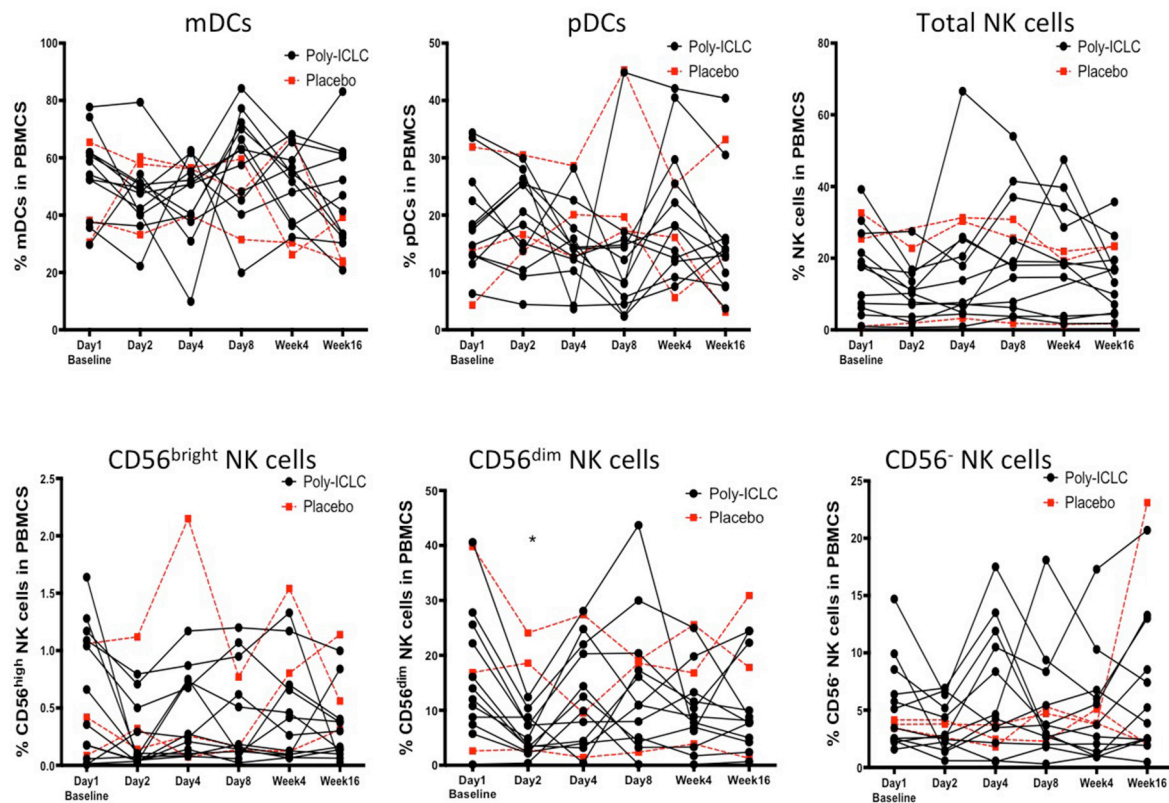 mDCs
% mDCs in PBMCS
100
80
60
40
20
0
Poly-ICLC
Placebo
Day1
Baseline
Day2
Day4
Day8
Week4
Week16
pDCs
% pDCs in PBMCS
50
40
30
20
10
0
Poly-ICLC
Placebo
Day1
Baseline
Day2
Day4
Day8
Week4
Week16
Total NK cells
% NK cells in PBMCS
80
60
40
20
0
Poly-ICLC
Placebo
Day1
Baseline
Day2
Day4
Day8
Week4
Week16
CD56bright NK cells
% CD56high NK cells in PBMCS
2.5
2.0
1.5
1.0
0.5
0.0
Poly-ICLC
Placebo
Day1
Baseline
Day2
Day4
Day8
Week4
Week16
CD56dim NK cells
% CD56dim NK cells in PBMCS
50
40
30
20
10
0
*
Poly-ICLC
Placebo
Day1
Baseline
Day2
Day4
Day8
Week4
Week16
CD56- NK cells
% CD56- NK cells in PBMCS
25
20
15
10
5
0
Poly-ICLC
Placebo
Day1
Baseline
Day2
Day4
Day8
Week4
Week16